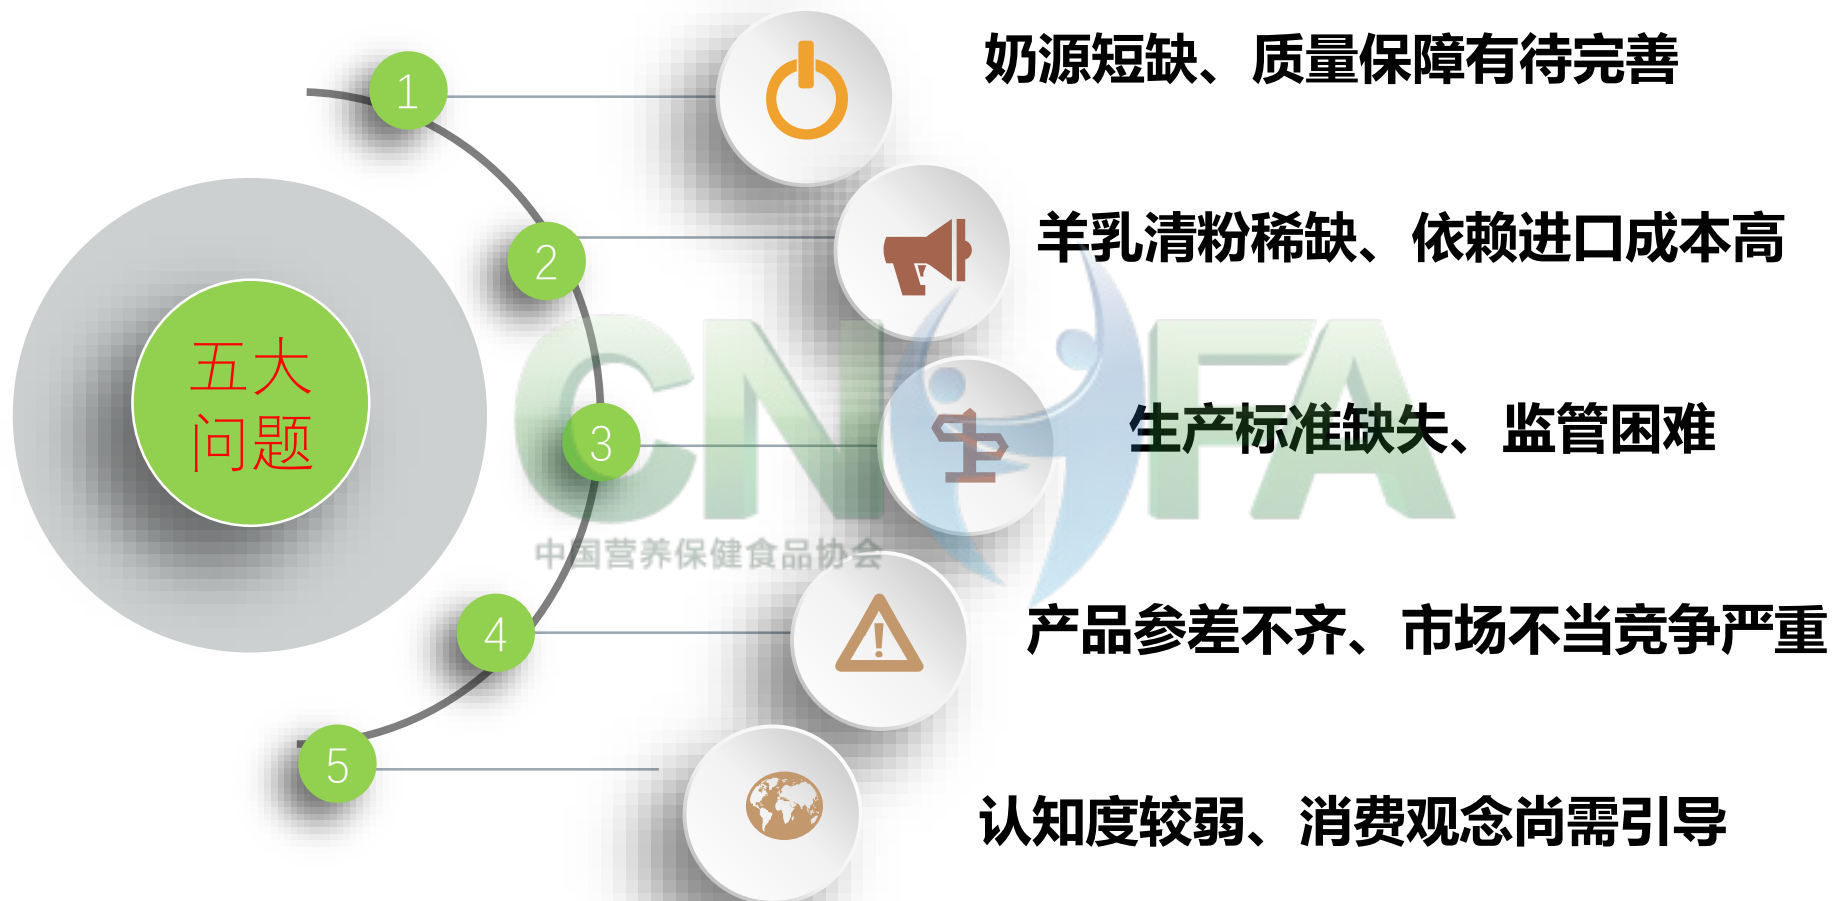 五大
问题
1
奶源短缺、质量保障有待完善
2
羊乳清粉稀缺、依赖进口成本高
3
生产标准缺失、监管困难
4
产品参差不齐、市场不当竞争严重
5
认知度较弱、消费观念尚需引导
CNHFA
中国营养保健食品协会